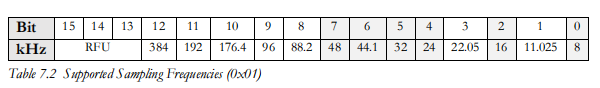 Bit 15 14 13 12 11 10 9 8 7 6 5 4 3 2 1 0
kHz RFU 384 192 176.4 96 88.2 48 44.1 32 24 22.05 16 11.025 8
Table 7.2 Supported Sampling Frequencies (0x01)